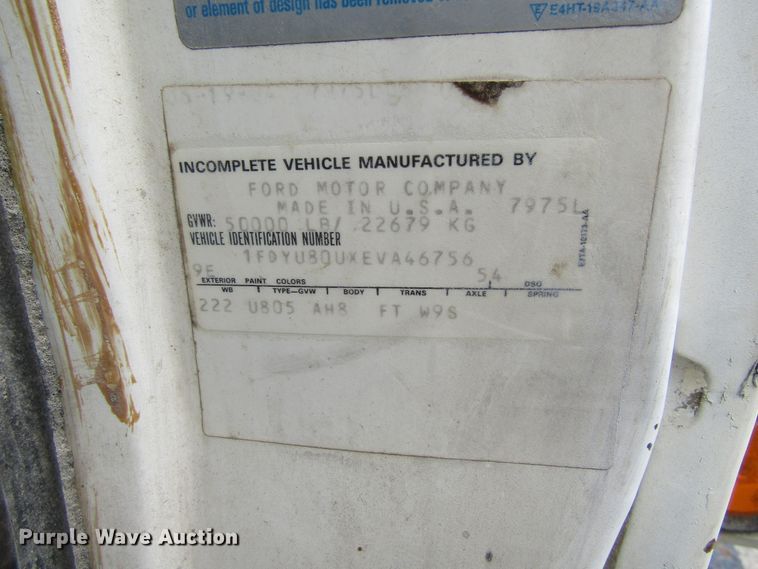 or element of design has been removed
E4HT-19A347-AA
7975L
INCOMPLETE VEHICLE MANUFACTURED BY
FORD MOTOR COMPANY
MADE IN U.S.A. 7975L
GVWR: 50000 LB/ 22679 KG
VEHICLE IDENTIFICATION NUMBER
1FDYU80UXEVA46756
9E 54
EXTERIOR PAINT COLORS DSO
WB TYPE—GVW BODY TRANS AXLE SPRING
222 U805 AH8 FT W9S
Purple Wave Auction